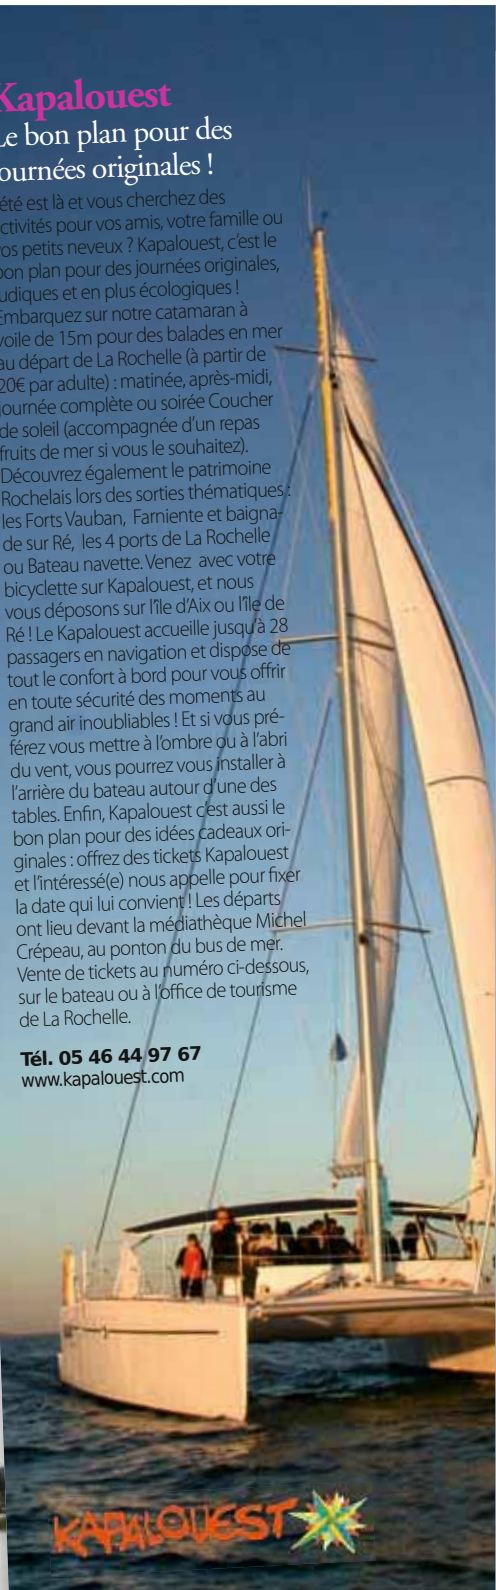 Kapalouest
Le bon plan pour des
journées originales !
été est là et vous cherchez des
ctivités pour vos amis, votre famille ou
vos petits neveux ? Kapalouest, c'est le
bon plan pour des journées originales,
ludiques et en plus écologiques !
Embarquez sur notre catamaran à
voile de 15m pour des balades en mer
au départ de La Rochelle (à partir de
20€ par adulte) : matinée, après-midi,
journée complète ou soirée Coucher
de soleil (accompagnée d'un repas
fruits de mer si vous le souhaitez).
Découvrez également le patrimoine
Rochelais lors des sorties thématiques :
les Forts Vauban, Farniente et baigna-
de sur Ré, les 4 ports de La Rochelle
ou Bateau navette. Venez avec votre
bicyclette sur Kapalouest, et nous
vous déposons sur l'île d'Aix ou l'île de
Ré ! Le Kapalouest accueille jusqu'à 28
passagers en navigation et dispose de
tout le confort à bord pour vous offrir
en toute sécurité des moments au
grand air inoubliables ! Et si vous pré-
férez vous mettre à l'ombre ou à l'abri
du vent, vous pourrez vous installer à
l'arrière du bateau autour d'une des
tables. Enfin, Kapalouest c'est aussi le
bon plan pour des idées cadeaux ori-
ginales : offrez des tickets Kapalouest
et l'intéressé(e) nous appelle pour fixer
la date qui lui convient ! Les départs
ont lieu devant la médiathèque Michel
Crépeau, au ponton du bus de mer.
Vente de tickets au numéro ci-dessous,
sur le bateau ou à l'office de tourisme
de La Rochelle.
Tél. 05 46 44 97 67
www.kapalouest.com
KAPALOUEST